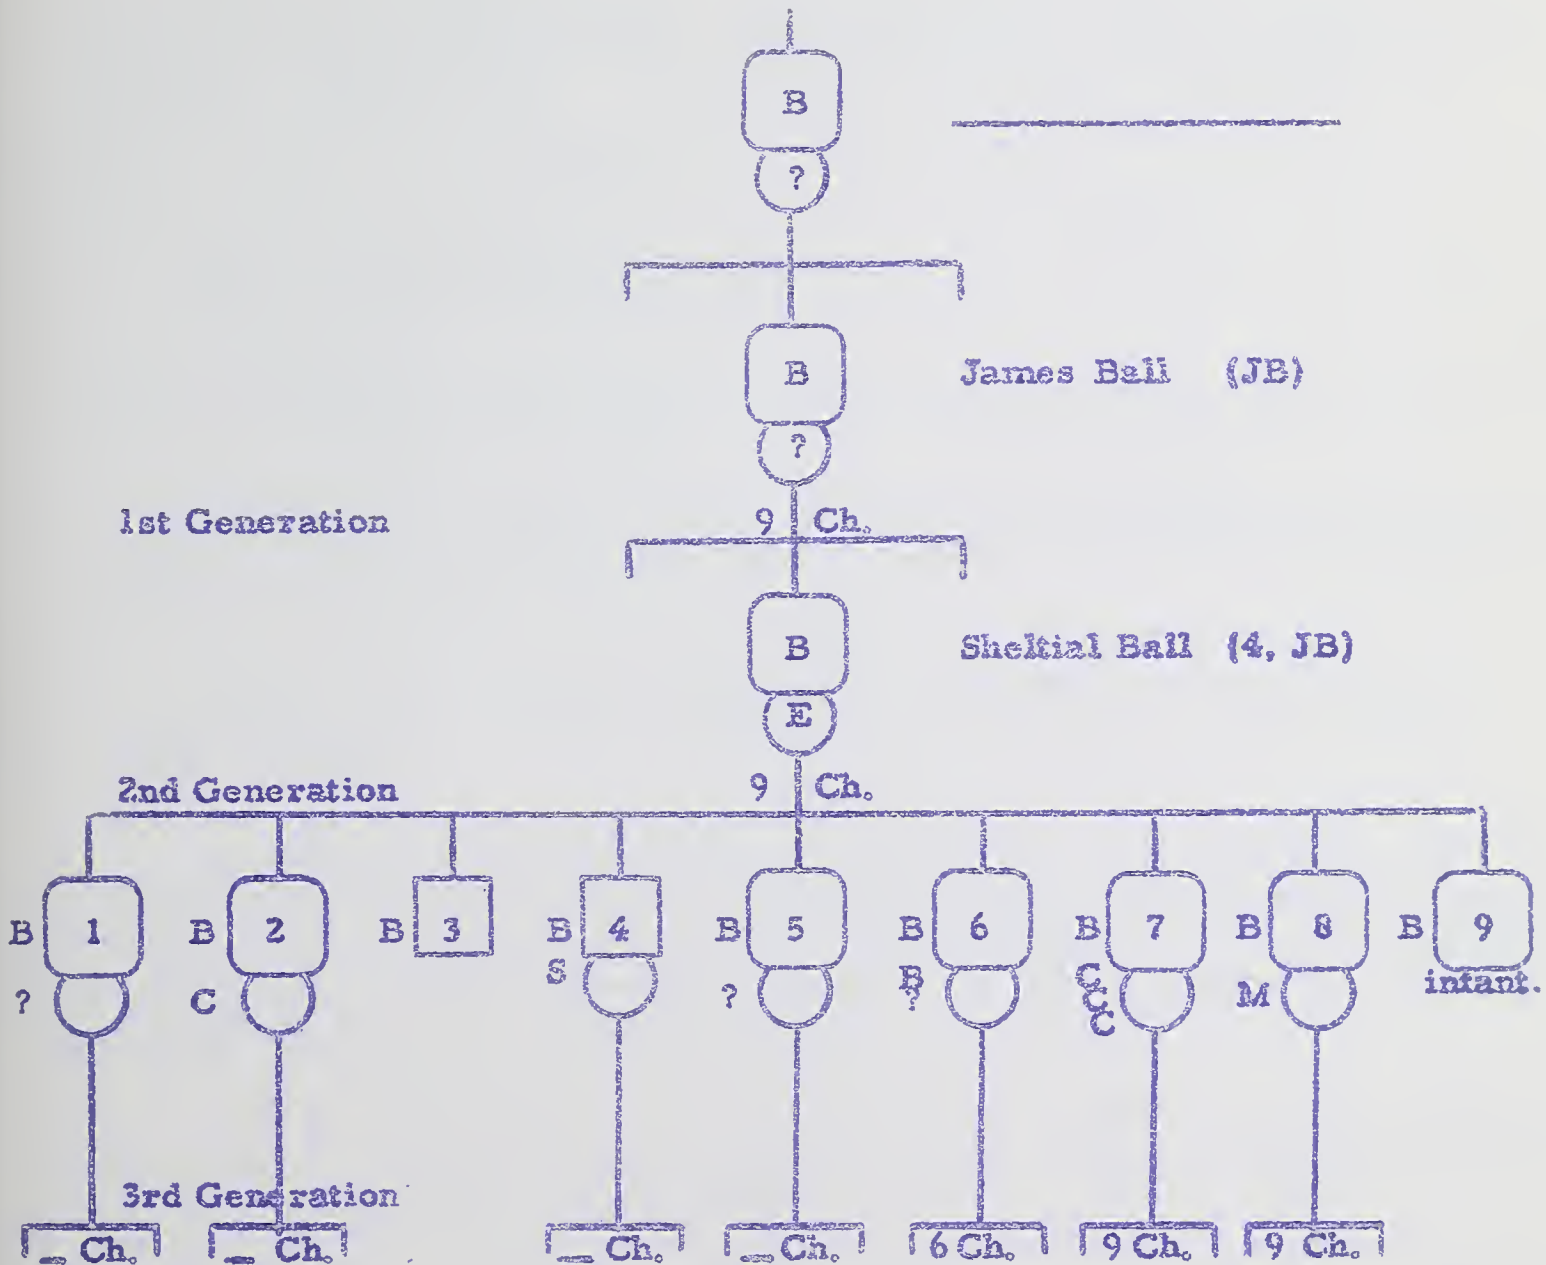 B
?
James Ball (JB)
B
?
1st Generation
9 Ch.
Sheltial Ball (4, JB)
B
E
2nd Generation
9 Ch.
B 1 B 2 B 3 B 4 B 5 B 6 B 7 B 8 B 9
? C S ? B ? C C C M infant.
3rd Generation
_ Ch. _ Ch. _ Ch. _ Ch. 6 Ch. 9 Ch. 9 Ch.